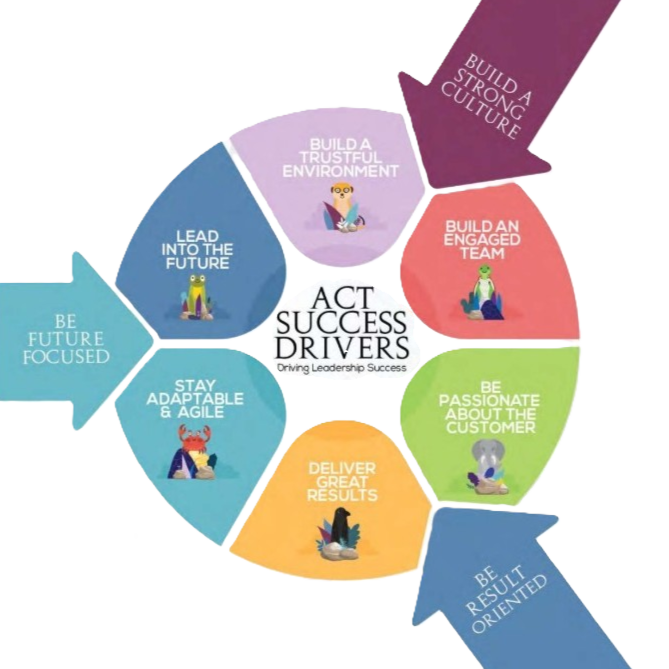 BUILD A
STRONG
CULTURE
BUILD A
TRUSTFUL
ENVIRONMENT
BUILD AN
ENGAGED
TEAM
LEAD
INTO THE
FUTURE
ACT
SUCCESS
DRIVERS
Driving Leadership Success
BE
FUTURE
FOCUSED
STAY
ADAPTABLE
& AGILE
BE
PASSIONATE
ABOUT THE
CUSTOMER
DELIVER
GREAT
RESULTS
BE
RESULT
ORIENTED